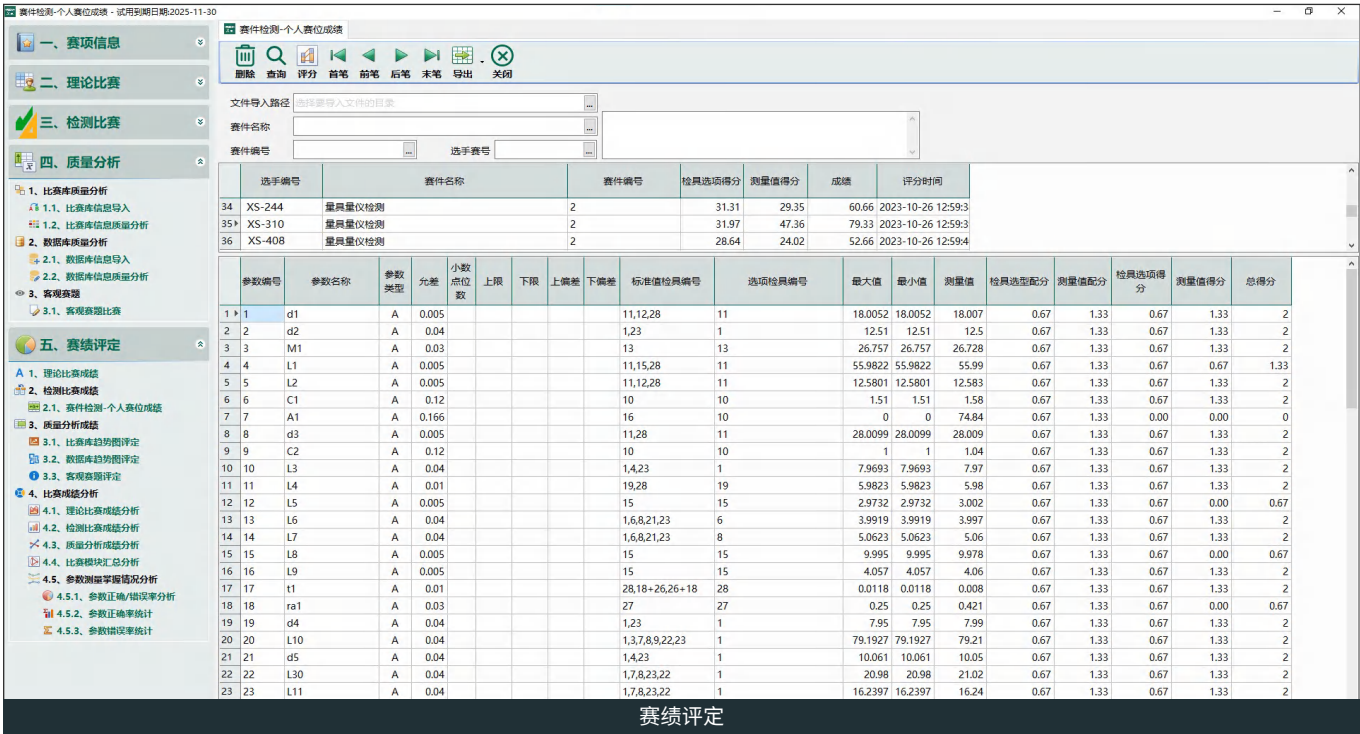 赛件检测-个人赛位成绩 - 试用到期日期:2025-11-30
一、赛项信息
二、理论比赛
三、检测比赛
四、质量分析
1、比赛库质量分析
1.1、比赛库信息导入
1.2、比赛库信息质量分析
2、数据库质量分析
2.1、数据库信息导入
2.2、数据库信息质量分析
3、客观赛题
3.1、客观赛题比赛
五、赛绩评定
1、理论比赛成绩
2、检测比赛成绩
2.1、赛件检测-个人赛位成绩
3、质量分析成绩
3.1、比赛库趋势图评定
3.2、数据库趋势图评定
3.3、客观赛题评定
4、比赛成绩分析
4.1、理论比赛成绩分析
4.2、检测比赛成绩分析
4.3、质量分析成绩分析
4.4、比赛模块汇总分析
4.5、参数测量掌握情况分析
4.5.1、参数正确/错误率分析
4.5.2、参数正确率统计
4.5.3、参数错误率统计
赛件检测-个人赛位成绩
删除 查询 评分 首笔 前笔 后笔 末笔 导出 关闭
文件导入路径 选择要导入文件的目录 ...
赛件名称 ...
赛件编号 ... 选手赛号 ...
选手编号 赛件名称 赛件编号 检具选项得分 测量值得分 成绩 评分时间
34 XS-244 量具量仪检测 2 31.31 29.35 60.66 2023-10-26 12:59:3
35 XS-310 量具量仪检测 2 31.97 47.36 79.33 2023-10-26 12:59:3
36 XS-408 量具量仪检测 2 28.64 24.02 52.66 2023-10-26 12:59:4
参数编号 参数名称 参数类型 允差 小数点位数 上限 下限 上偏差 下偏差 标准值检具编号 选项检具编号 最大值 最小值 测量值 检具选型配分 测量值配分 检具选项得分 测量值得分 总得分
1 1 d1 A 0.005 11,12,28 11 18.0052 18.0052 18.007 0.67 1.33 0.67 1.33 2
2 2 d2 A 0.04 1,23 1 12.51 12.51 12.5 0.67 1.33 0.67 1.33 2
3 3 M1 A 0.03 13 13 26.757 26.757 26.728 0.67 1.33 0.67 1.33 2
4 4 L1 A 0.005 11,15,28 11 55.9822 55.9822 55.99 0.67 1.33 0.67 0.67 1.33
5 5 L2 A 0.005 11,12,28 11 12.5801 12.5801 12.583 0.67 1.33 0.67 1.33 2
6 6 C1 A 0.12 10 10 1.51 1.51 1.58 0.67 1.33 0.67 1.33 2
7 7 A1 A 0.166 16 10 0 0 74.84 0.67 1.33 0.00 0.00 0
8 8 d3 A 0.005 11,28 11 28.0099 28.0099 28.009 0.67 1.33 0.67 1.33 2
9 9 C2 A 0.12 10 10 1 1 1.04 0.67 1.33 0.67 1.33 2
10 10 L3 A 0.04 1,4,23 1 7.9693 7.9693 7.97 0.67 1.33 0.67 1.33 2
11 11 L4 A 0.01 19,28 19 5.9823 5.9823 5.98 0.67 1.33 0.67 1.33 2
12 12 L5 A 0.005 15 15 2.9732 2.9732 3.002 0.67 1.33 0.67 0.00 0.67
13 13 L6 A 0.04 1,6,8,21,23 6 3.9919 3.9919 3.997 0.67 1.33 0.67 1.33 2
14 14 L7 A 0.04 1,6,8,21,23 8 5.0623 5.0623 5.06 0.67 1.33 0.67 1.33 2
15 15 L8 A 0.005 15 15 9.995 9.995 9.978 0.67 1.33 0.67 0.00 0.67
16 16 L9 A 0.005 15 15 4.057 4.057 4.06 0.67 1.33 0.67 1.33 2
17 17 t1 A 0.01 28,18+26,26+18 28 0.0118 0.0118 0.008 0.67 1.33 0.67 1.33 2
18 18 ra1 A 0.03 27 27 0.25 0.25 0.421 0.67 1.33 0.67 0.00 0.67
19 19 d4 A 0.04 1,23 1 7.95 7.95 7.99 0.67 1.33 0.67 1.33 2
20 20 L10 A 0.04 1,3,7,8,9,22,23 1 79.1927 79.1927 79.21 0.67 1.33 0.67 1.33 2
21 21 d5 A 0.04 1,4,23 1 10.061 10.061 10.05 0.67 1.33 0.67 1.33 2
22 22 L30 A 0.04 1,7,8,23,22 1 20.98 20.98 21.02 0.67 1.33 0.67 1.33 2
23 23 L11 A 0.04 1,7,8,23,22 1 16.2397 16.2397 16.24 0.67 1.33 0.67 1.33 2
赛绩评定